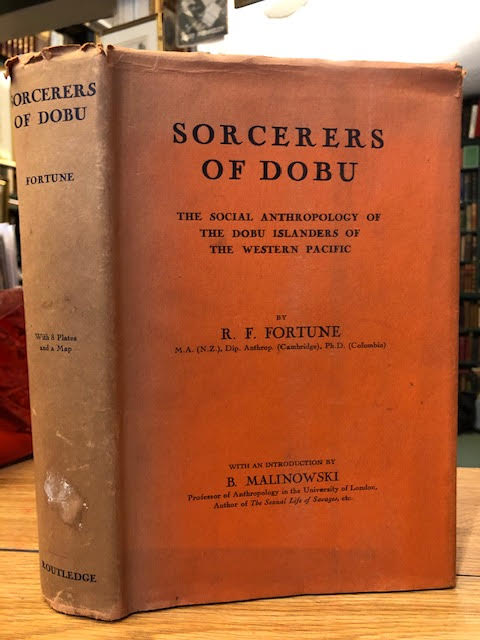 SORCERERS
OF DOBU
FORTUNE
With 8 Plates
and a Map
ROUTLEDGE
SORCERERS
OF DOBU
THE SOCIAL ANTHROPOLOGY OF
THE DOBU ISLANDERS OF
THE WESTERN PACIFIC
BY
R. F. FORTUNE
M.A. (N.Z.), Dip. Anthrop. (Cambridge), Ph.D. (Columbia)
WITH AN INTRODUCTION BY
B. MALINOWSKI
Professor of Anthropology in the University of London,
Author of The Sexual Life of Savages, etc.